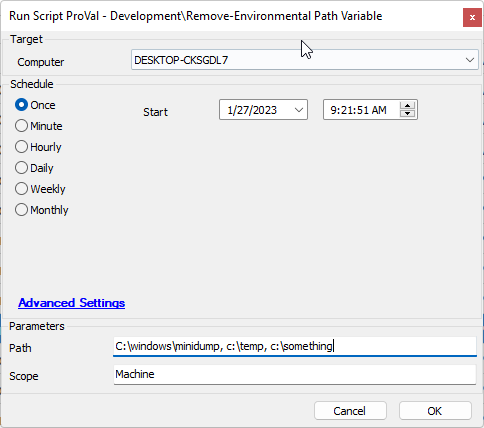 Run Script ProVal - Development\Remove-Environmental Path Variable
x
Target
Computer DESKTOP-CKSGDL7
Schedule
Once Start 1/27/2023 9:21:51 AM
Minute
Hourly
Daily
Weekly
Monthly
Advanced Settings
Parameters
Path C:\windows\minidump, c:\temp, c:\something
Scope Machine
Cancel OK